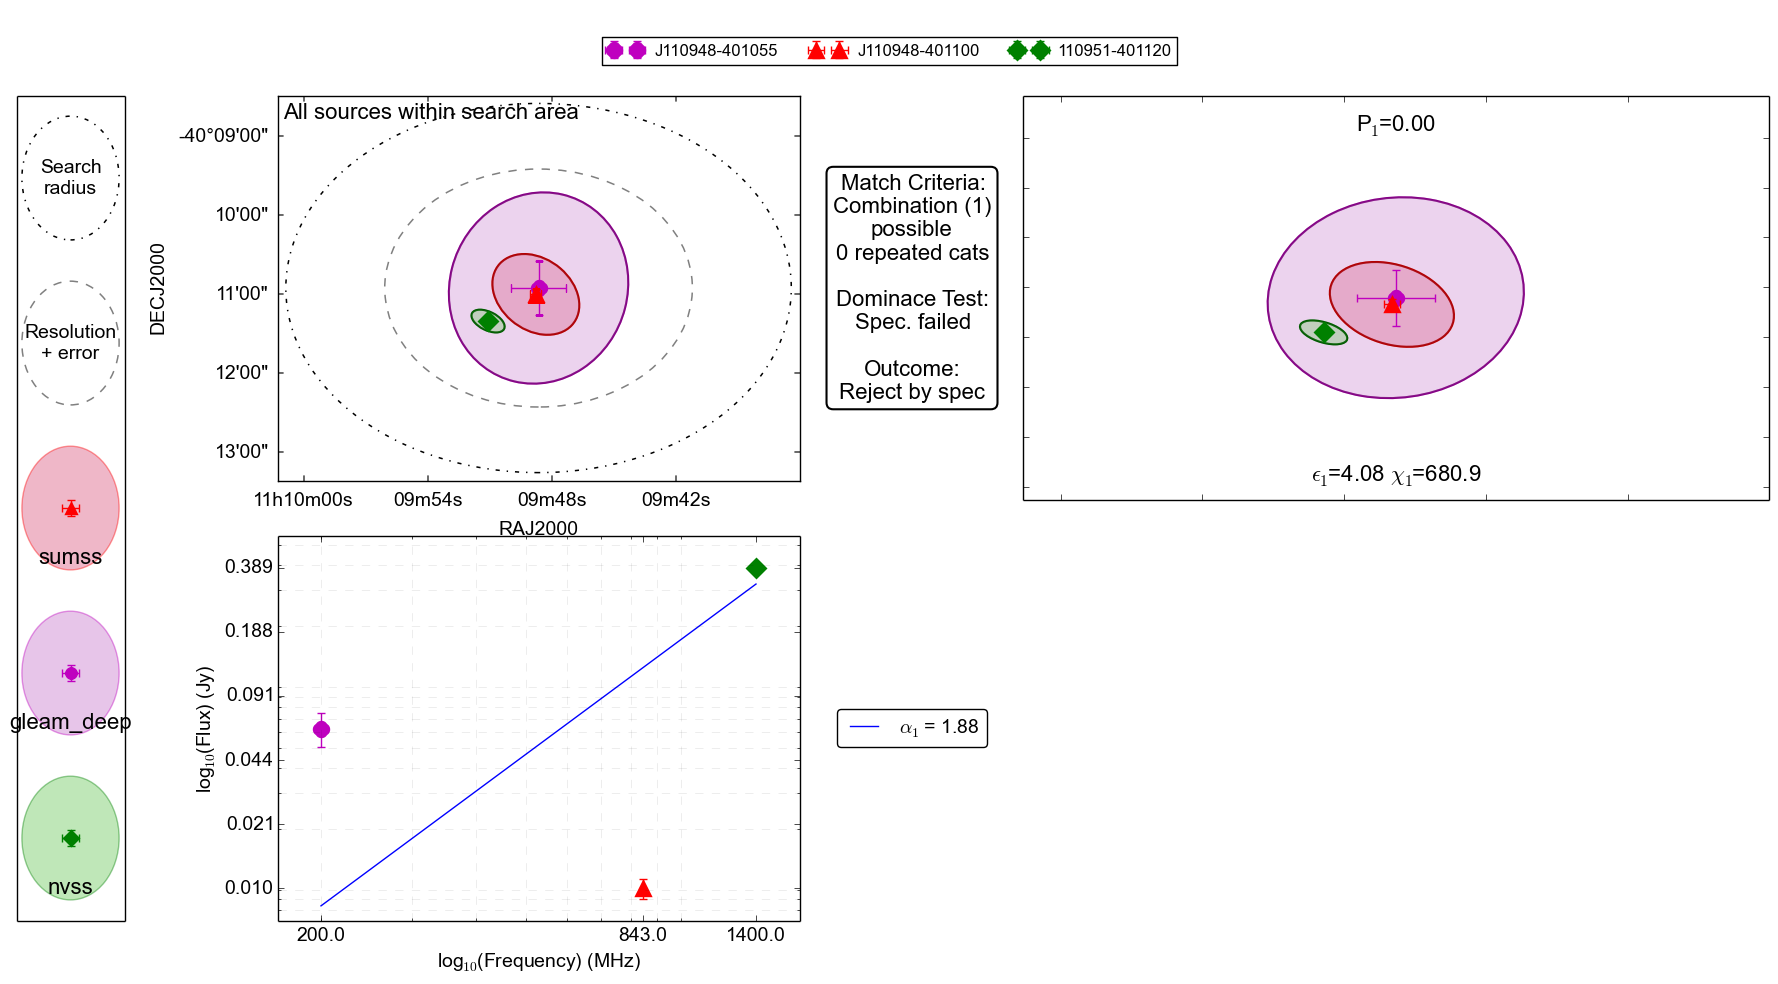 J110948-401055
J110948-401100
110951-401120
Search
radius
Resolution
+ error
sumss
gleam_deep
nvss
All sources within search area
DECJ2000
-40°09'00"
10'00"
11'00"
12'00"
13'00"
11h10m00s
09m54s
09m48s
09m42s
RAJ2000
Match Criteria:
Combination (1)
possible
0 repeated cats
Dominace Test:
Spec. failed
Outcome:
Reject by spec
P₁=0.00
ϵ₁=4.08 χ₁=680.9
log₁₀(Flux) (Jy)
0.389
0.188
0.091
0.044
0.021
0.010
200.0
843.0
1400.0
log₁₀(Frequency) (MHz)
α₁ = 1.88